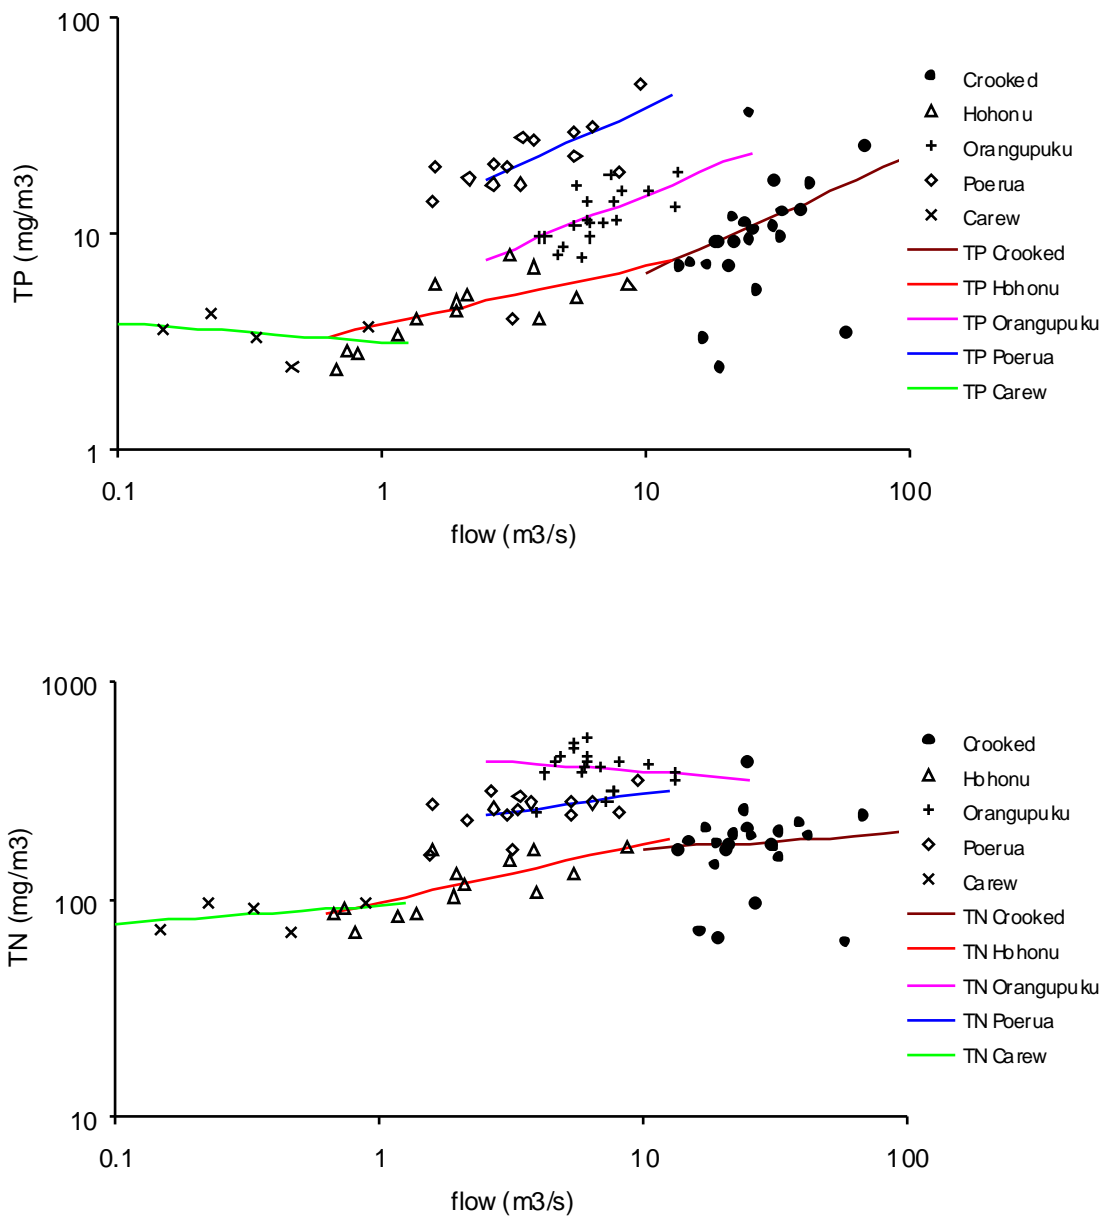 100
Crooked
Hohonu
Orangupuku
Poerua
Carew
TP (mg/m3)
10
TP Crooked
TP Hohonu
TP Orangupuku
TP Poerua
TP Carew
1
0.1 1 10 100
flow (m3/s)
1000
Crooked
Hohonu
Orangupuku
Poerua
Carew
TN (mg/m3)
100
TN Crooked
TN Hohonu
TN Orangupuku
TN Poerua
TN Carew
10
0.1 1 10 100
flow (m3/s)